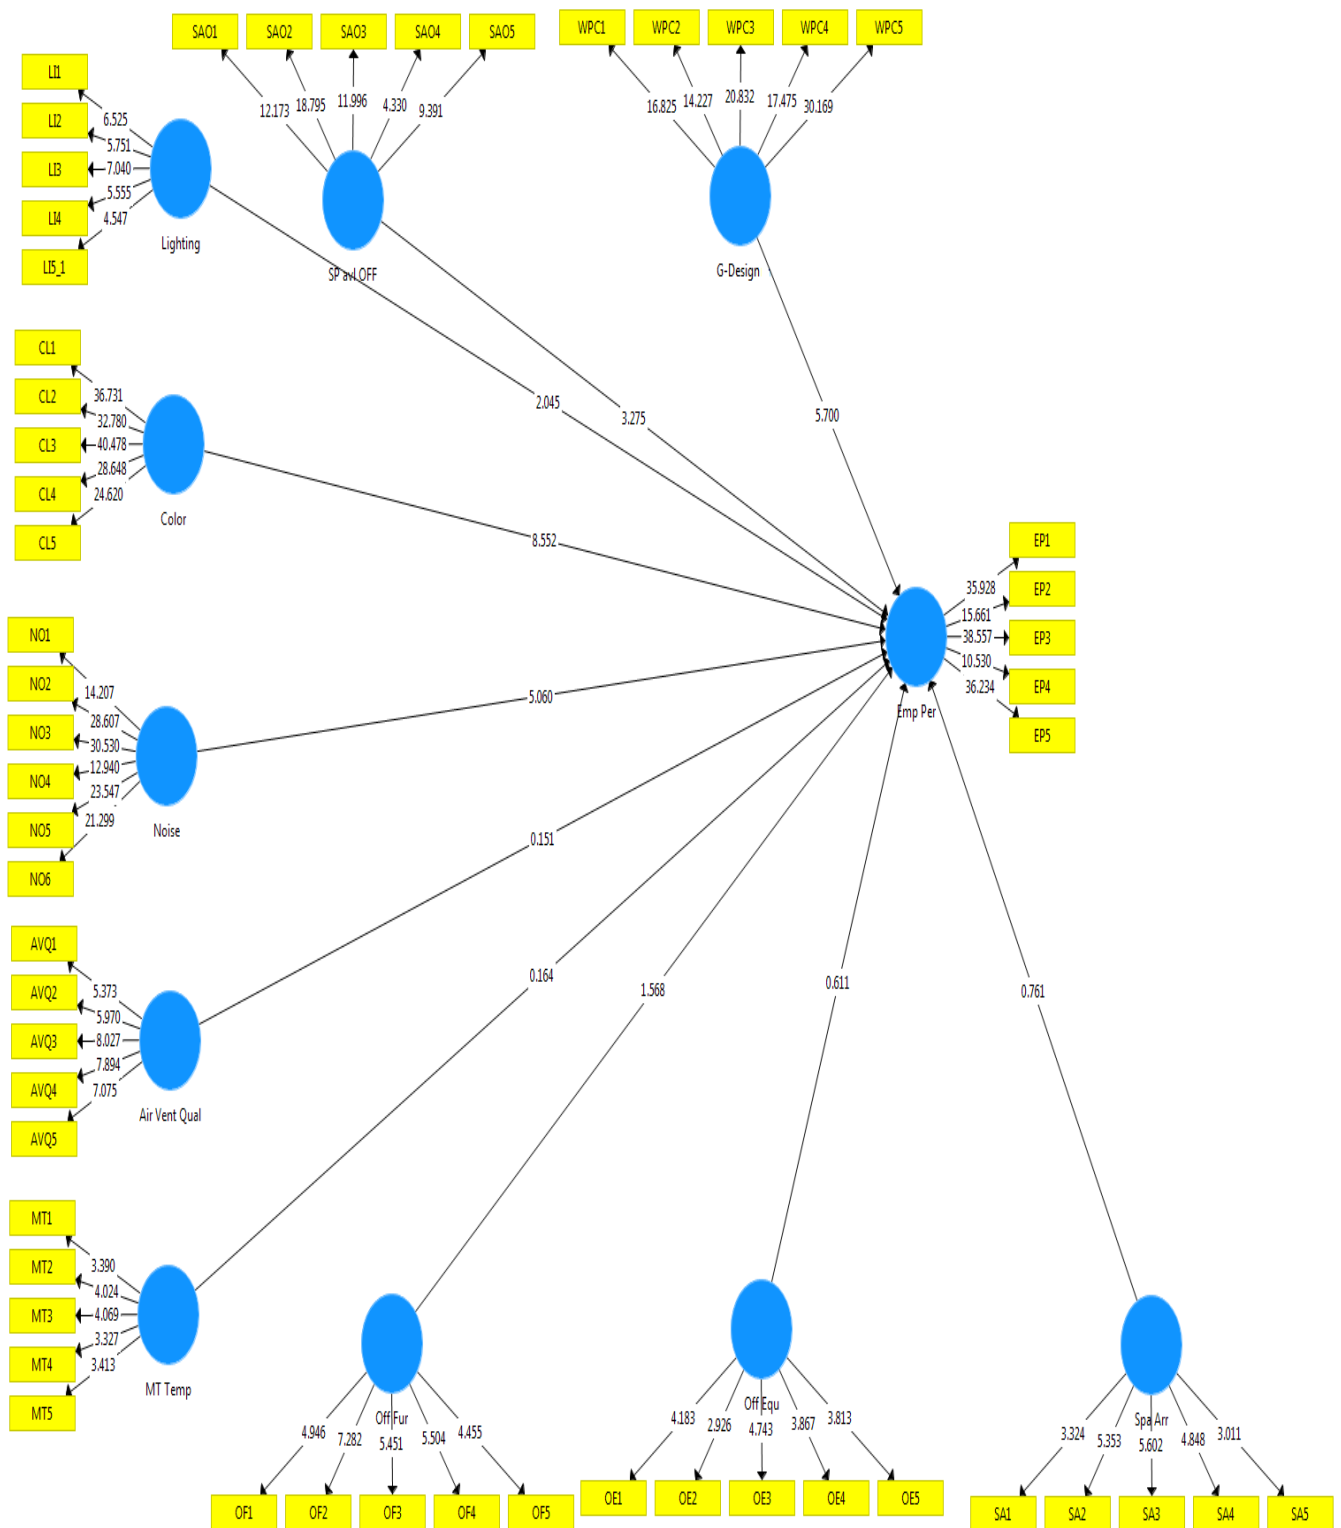 SAO1 SAO2 SAO3 SAO4 SAO5
12.173 18.795 11.996 4.330 9.391
SP avl OFF
WPC1 WPC2 WPC3 WPC4 WPC5
16.825 14.227 20.832 17.475 30.169
G-Design
LI1
LI2
LI3
LI4
LI5_1
6.525
5.751
7.040
5.555
4.547
Lighting
2.045
3.275
5.700
CL1
CL2
CL3
CL4
CL5
36.731
32.780
40.478
28.648
24.620
Color
8.552
EP1
EP2
EP3
EP4
EP5
35.928
15.661
38.557
10.530
36.234
Emp Per
NO1
NO2
NO3
NO4
NO5
NO6
14.207
28.607
30.530
12.940
23.547
21.299
Noise
5.060
AVQ1
AVQ2
AVQ3
AVQ4
AVQ5
5.373
5.970
8.027
7.894
7.075
Air Vent Qual
0.151
0.164
1.568
0.611
0.761
MT1
MT2
MT3
MT4
MT5
3.390
4.024
4.069
3.327
3.413
MT Temp
Off Fur
4.946 7.282 5.451 5.504 4.455
OF1 OF2 OF3 OF4 OF5
Off Equ
4.183 2.926 4.743 3.867 3.813
OE1 OE2 OE3 OE4 OE5
Spa Arr
3.324 5.353 5.602 4.848 3.011
SA1 SA2 SA3 SA4 SA5